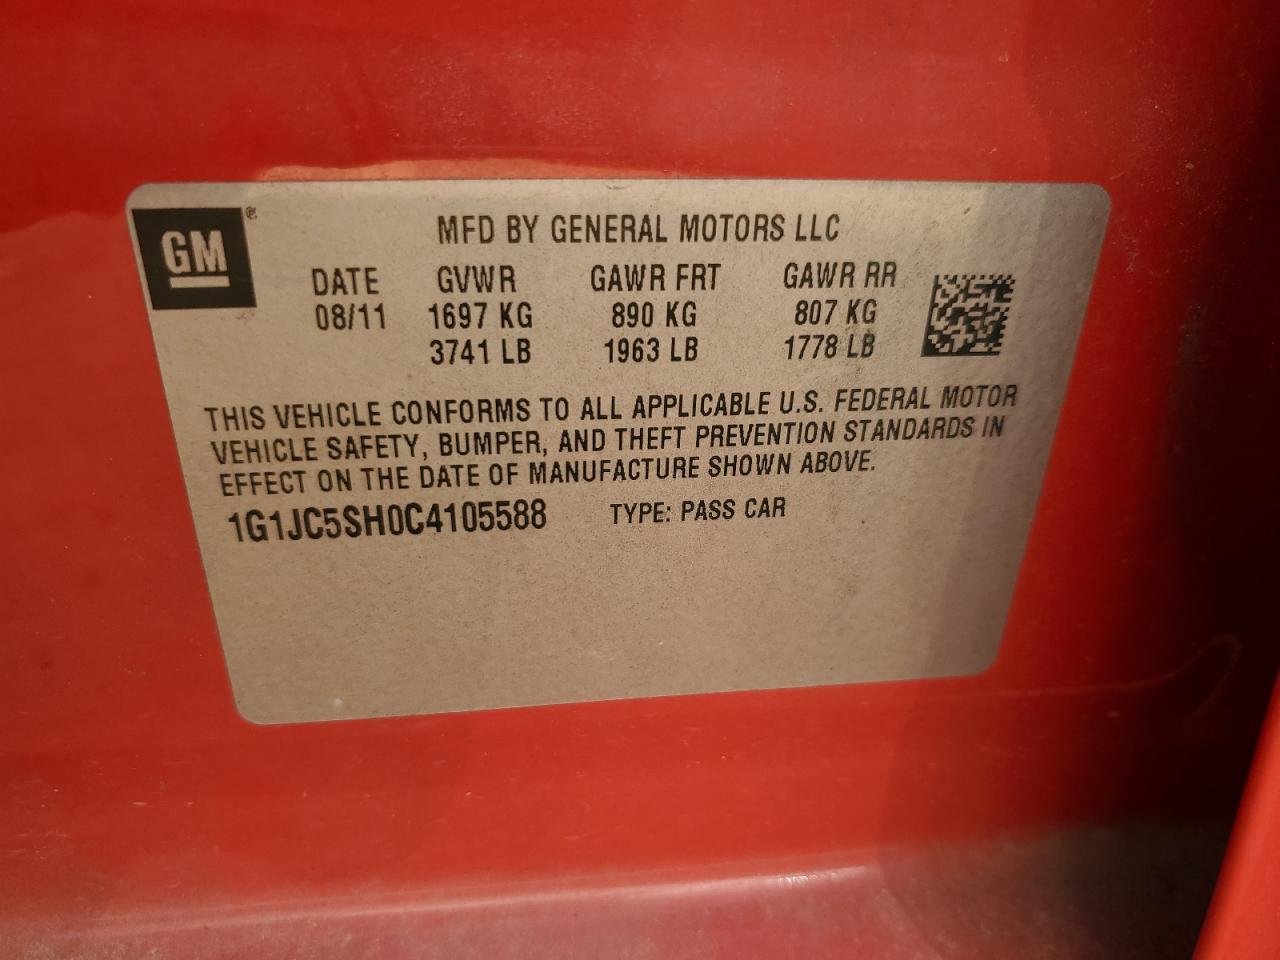 GM®
MFD BY GENERAL MOTORS LLC
DATE GVWR GAWR FRT GAWR RR
08/11 1697 KG 890 KG 807 KG
3741 LB 1963 LB 1778 LB
THIS VEHICLE CONFORMS TO ALL APPLICABLE U.S. FEDERAL MOTOR
VEHICLE SAFETY, BUMPER, AND THEFT PREVENTION STANDARDS IN
EFFECT ON THE DATE OF MANUFACTURE SHOWN ABOVE.
1G1JC5SH0C4105588 TYPE: PASS CAR